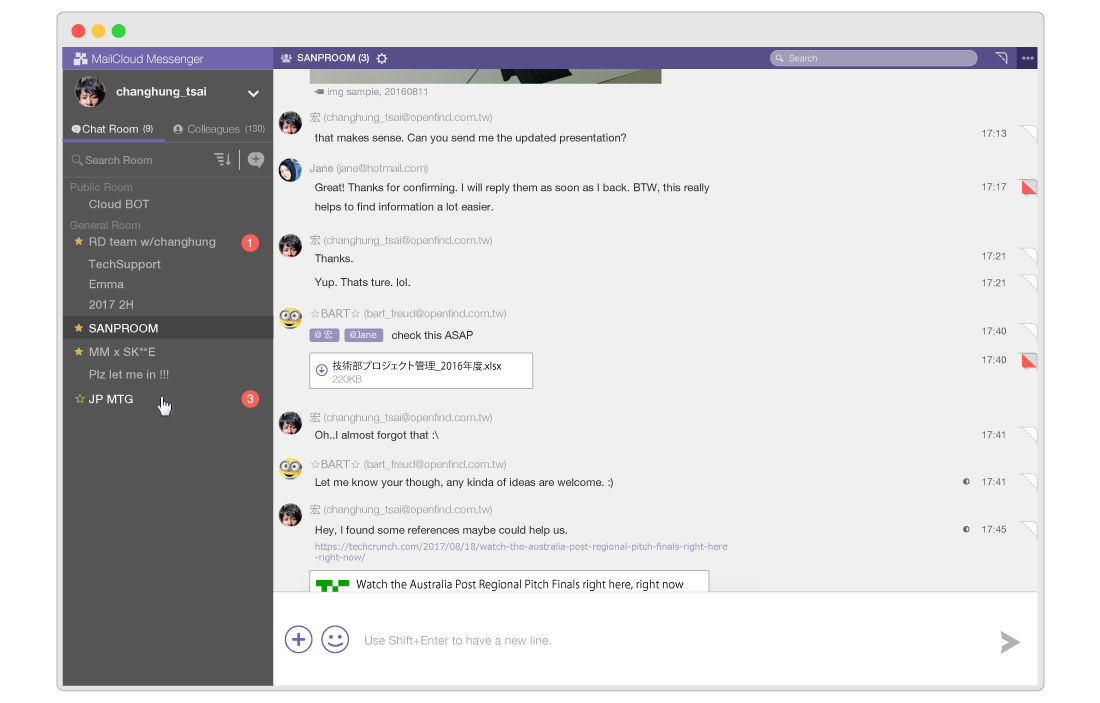 MailCloud Messenger
SANPROOM (3)
Search
changhung_tsai
Chat Room (9)
Colleagues (130)
Search Room
Public Room
Cloud BOT
General Room
RD team w/changhung
1
TechSupport
Emma
2017 2H
SANPROOM
MM x SK**E
Plz let me in !!!
JP MTG
3
img sample, 20160811
宏 (changhung_tsai@openfind.com.tw)
that makes sense. Can you send me the updated presentation?
17:13
Jane (jane@hotmail.com)
Great! Thanks for confirming. I will reply them as soon as I back. BTW, this really
17:17
helps to find information a lot easier.
宏 (changhung_tsai@openfind.com.tw)
Thanks.
17:21
Yup. Thats ture. lol.
17:21
☆BART☆ (bart_freud@openfind.com.tw)
@宏 @Jane check this ASAP
17:40
技術部プロジェクト管理_2016年度.xlsx
17:40
220KB
宏 (changhung_tsai@openfind.com.tw)
Oh..I almost forgot that :\
17:41
☆BART☆ (bart_freud@openfind.com.tw)
Let me know your though, any kinda of ideas are welcome. :)
17:41
宏 (changhung_tsai@openfind.com.tw)
Hey, I found some references maybe could help us.
17:45
https://techcrunch.com/2017/08/18/watch-the-australia-post-regional-pitch-finals-right-here
-right-now/
Watch the Australia Post Regional Pitch Finals right here, right now
Use Shift+Enter to have a new line.